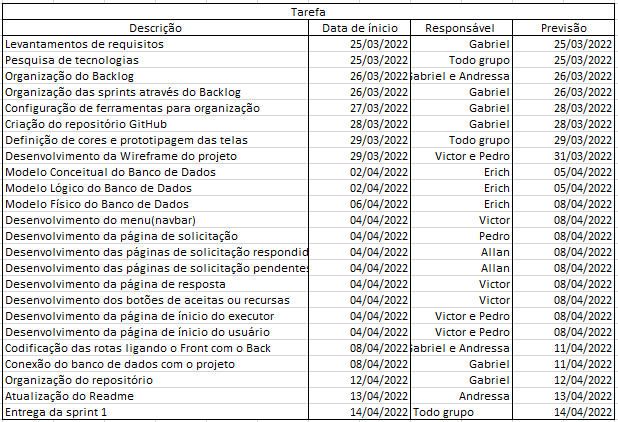 Tarefa
Descrição Data de ínicio Responsável Previsão
Levantamentos de requisitos 25/03/2022 Gabriel 25/03/2022
Pesquisa de tecnologias 25/03/2022 Todo grupo 25/03/2022
Organização do Backlog 26/03/2022 Gabriel e Andressa 26/03/2022
Organização das sprints através do Backlog 26/03/2022 Gabriel 26/03/2022
Configuração de ferramentas para organização 27/03/2022 Gabriel 28/03/2022
Criação do repositório GitHub 28/03/2022 Gabriel 28/03/2022
Definição de cores e prototipagem das telas 29/03/2022 Todo grupo 29/03/2022
Desenvolvimento da Wireframe do projeto 29/03/2022 Victor e Pedro 31/03/2022
Modelo Conceitual do Banco de Dados 02/04/2022 Erich 05/04/2022
Modelo Lógico do Banco de Dados 02/04/2022 Erich 05/04/2022
Modelo Físico do Banco de Dados 06/04/2022 Erich 08/04/2022
Desenvolvimento do menu(navbar) 04/04/2022 Victor 08/04/2022
Desenvolvimento da página de solicitação 04/04/2022 Pedro 08/04/2022
Desenvolvimento das páginas de solicitação respondid 04/04/2022 Allan 08/04/2022
Desenvolvimento das páginas de solicitação pendentes 04/04/2022 Allan 08/04/2022
Desenvolvimento da página de resposta 04/04/2022 Victor 08/04/2022
Desenvolvimento dos botões de aceitas ou recursas 04/04/2022 Victor 08/04/2022
Desenvolvimento da página de ínicio do executor 04/04/2022 Victor e Pedro 08/04/2022
Desenvolvimento da página de ínicio do usuário 04/04/2022 Victor e Pedro 08/04/2022
Codificação das rotas ligando o Front com o Back 08/04/2022 Gabriel e Andressa 11/04/2022
Conexão do banco de dados com o projeto 08/04/2022 Gabriel 11/04/2022
Organização do repositório 12/04/2022 Gabriel 12/04/2022
Atualização do Readme 13/04/2022 Andressa 13/04/2022
Entrega da sprint 1 14/04/2022 Todo grupo 14/04/2022